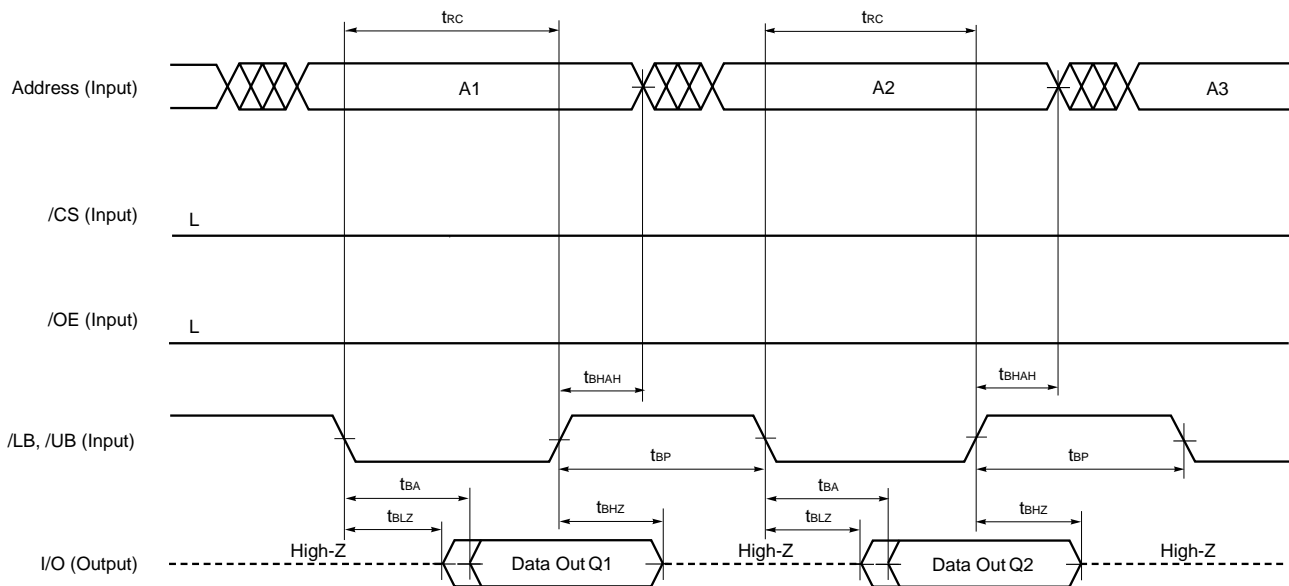 tRC tRC
Address (Input) A1 A2 A3
/CS (Input) L
/OE (Input) L
tBHAH tBHAH
/LB, /UB (Input)
tBP tBP
tBA tBA
tBLZ tBHZ tBLZ tBHZ
I/O (Output) High-Z Data Out Q1 High-Z Data Out Q2 High-Z